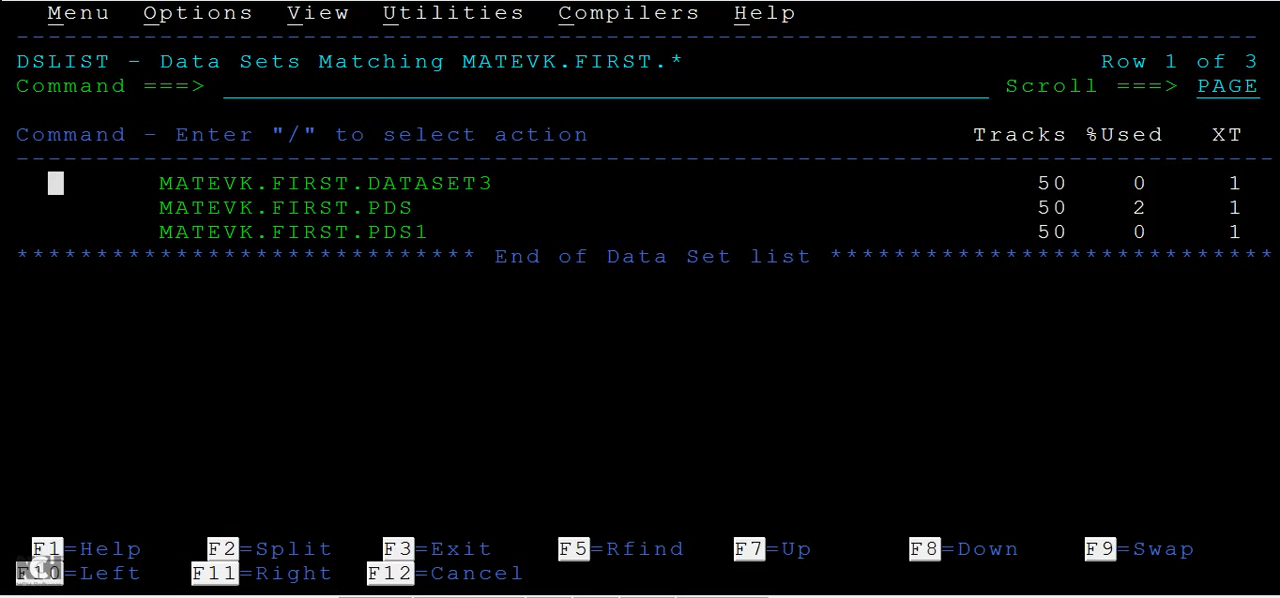 Menu Options View Utilities Compilers Help
------------------------------------------------------------------------------
DSLIST - Data Sets Matching MATEVK.FIRST.* Row 1 of 3
Command ===> Scroll ===> PAGE
Command - Enter "/" to select action Tracks %Used XT
-------------------------------------------------------------------------------
MATEVK.FIRST.DATASET3 50 0 1
MATEVK.FIRST.PDS 50 2 1
MATEVK.FIRST.PDS1 50 0 1
***************************** End of Data Set list ****************************
F1=Help F2=Split F3=Exit F5=Rfind F7=Up F8=Down F9=Swap
F10=Left F11=Right F12=Cancel